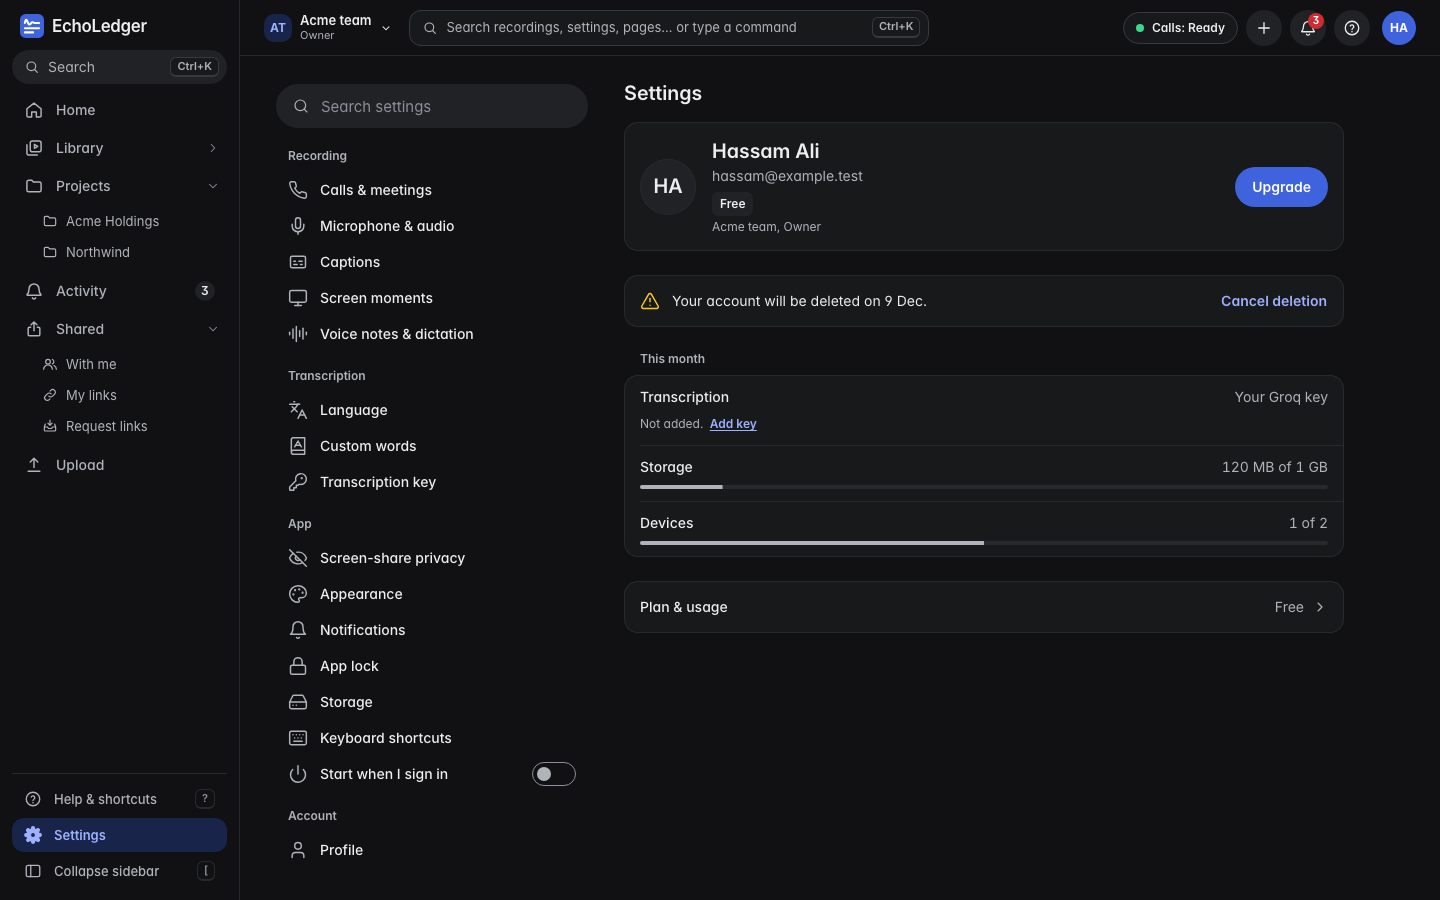 EchoLedger
Search Ctrl+K
Home
Library
Projects
Acme Holdings
Northwind
Activity 3
Shared
With me
My links
Request links
Upload
Help & shortcuts ?
Settings
Collapse sidebar [
AT Acme team
Owner
Search recordings, settings, pages... or type a command Ctrl+K
Calls: Ready
3
HA
Search settings
Recording
Calls & meetings
Microphone & audio
Captions
Screen moments
Voice notes & dictation
Transcription
Language
Custom words
Transcription key
App
Screen-share privacy
Appearance
Notifications
App lock
Storage
Keyboard shortcuts
Start when I sign in
Account
Profile
Settings
HA
Hassam Ali
hassam@example.test
Free
Acme team, Owner
Upgrade
Your account will be deleted on 9 Dec. Cancel deletion
This month
Transcription Your Groq key
Not added. Add key
Storage 120 MB of 1 GB
Devices 1 of 2
Plan & usage Free